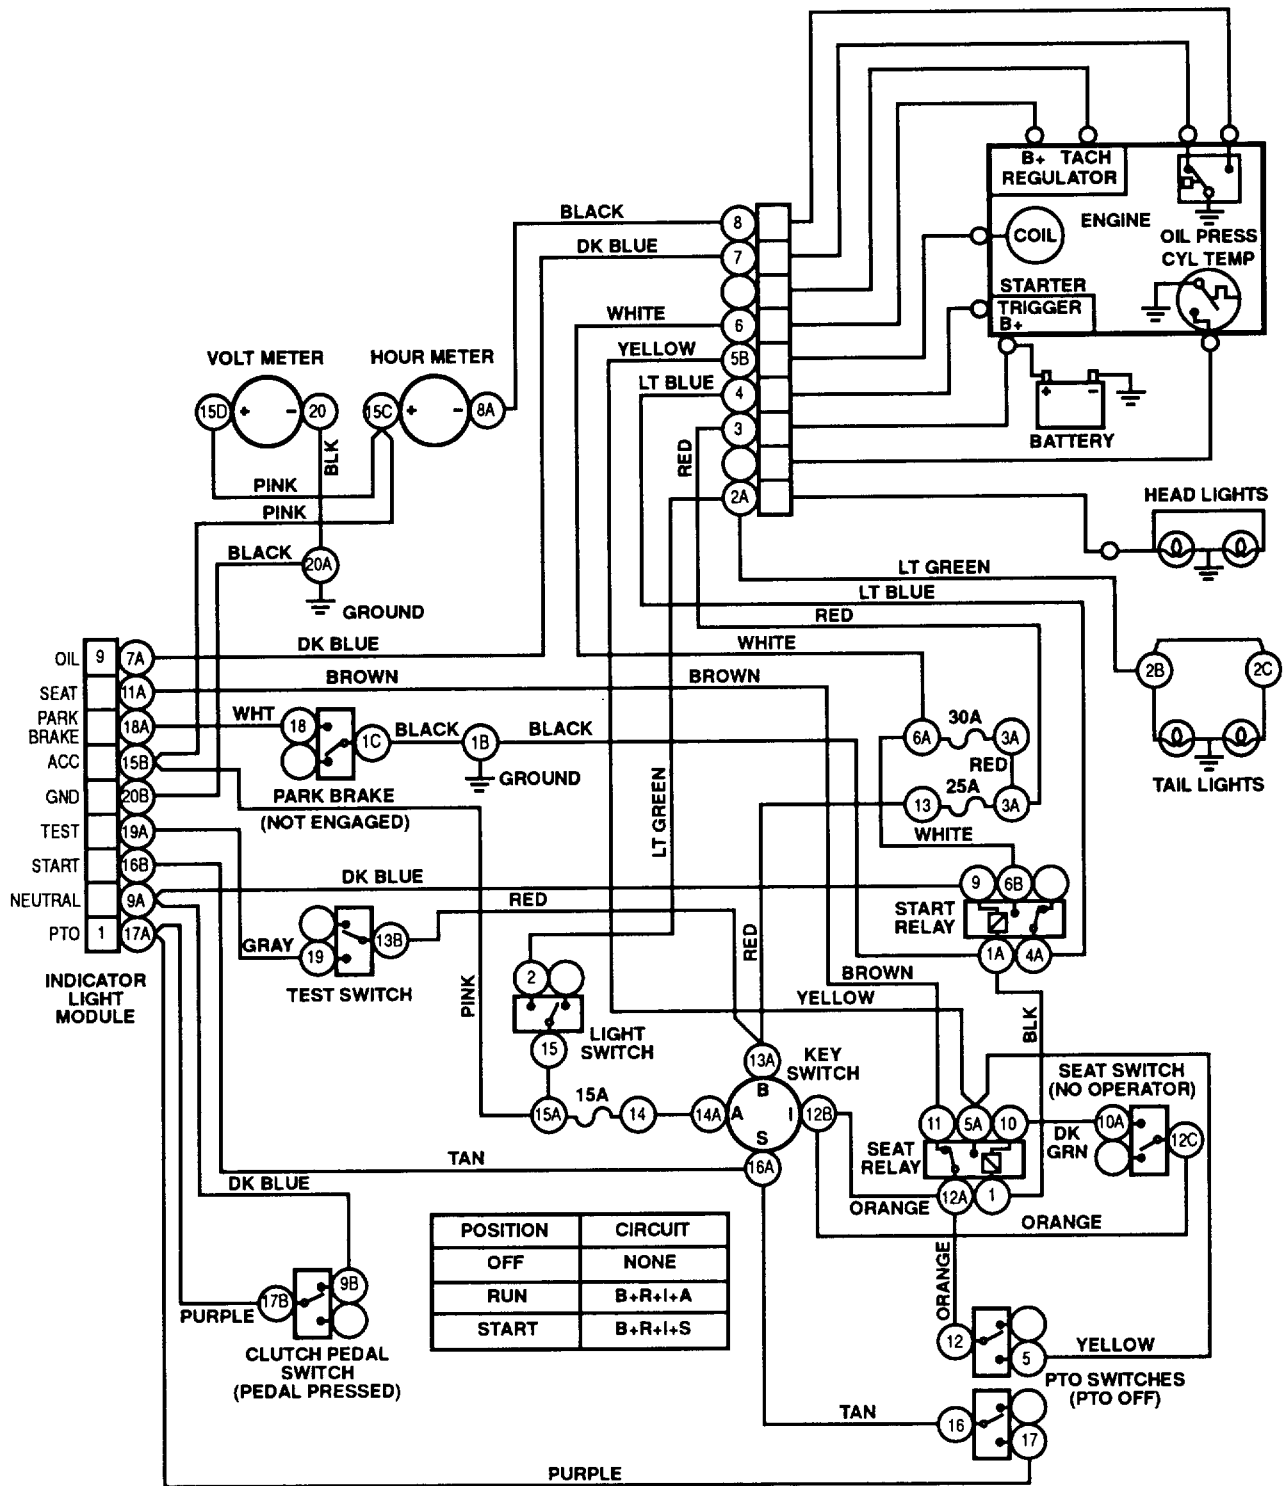 B+ TACH
REGULATOR
COIL
ENGINE
OIL PRESS
CYL TEMP
STARTER
TRIGGER
B+
+ -
BATTERY
BLACK
8
DK BLUE
7
WHITE
6
YELLOW
5B
LT BLUE
4
3
RED
2A
VOLT METER
HOUR METER
15D + - 20
15C + - 8A
BLK
PINK
PINK
BLACK
20A
GROUND
HEAD LIGHTS
LT GREEN
LT BLUE
RED
WHITE
2B
2C
TAIL LIGHTS
OIL 9 7A
DK BLUE
SEAT 11A
BROWN
BROWN
PARK
BRAKE
18A
WHT
18
1C
BLACK
1B
BLACK
GROUND
ACC 15B
PARK BRAKE
(NOT ENGAGED)
GND 20B
TEST 19A
START 16B
NEUTRAL 9A
PTO 1 17A
INDICATOR
LIGHT
MODULE
30A
6A
3A
RED
25A
13
3A
WHITE
LT GREEN
DK BLUE
9
6B
START
RELAY
1A
4A
RED
GRAY
19
13B
TEST SWITCH
RED
PINK
2
LIGHT
SWITCH
15
BROWN
YELLOW
BLK
13A
KEY
SWITCH
B
A
I
S
15A
15A
14
14A
12B
16A
SEAT SWITCH
(NO OPERATOR)
11
5A
10
DK
GRN
10A
12C
SEAT
RELAY
12A
1
ORANGE
ORANGE
TAN
DK BLUE
POSITION CIRCUIT
OFF NONE
RUN B+R+I+A
START B+R+I+S
17B
9B
PURPLE
CLUTCH PEDAL
SWITCH
(PEDAL PRESSED)
ORANGE
12
5
YELLOW
PTO SWITCHES
(PTO OFF)
TAN
16
17
PURPLE